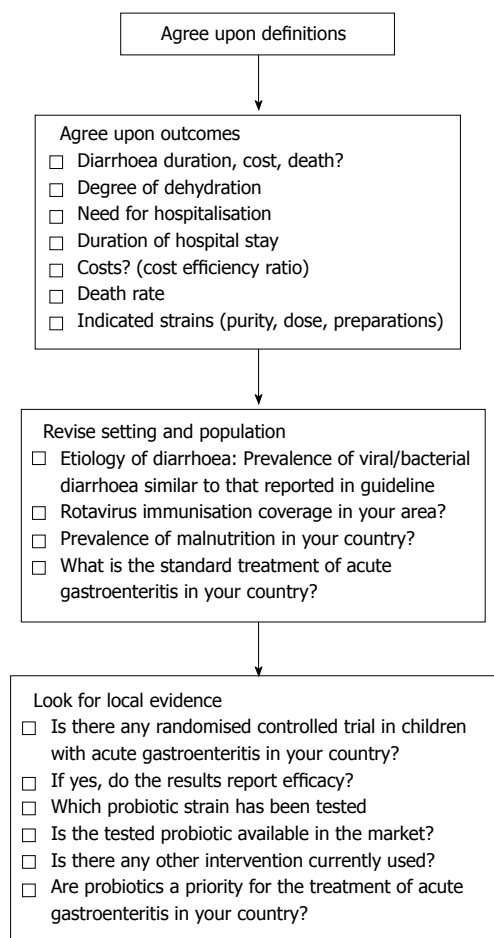 Agree upon definitions
Agree upon outcomes
Diarrhoea duration, cost, death?
Degree of dehydration
Need for hospitalisation
Duration of hospital stay
Costs? (cost efficiency ratio)
Death rate
Indicated strains (purity, dose, preparations)
Revise setting and population
Etiology of diarrhoea: Prevalence of viral/bacterial
diarrhoea similar to that reported in guideline
Rotavirus immunisation coverage in your area?
Prevalence of malnutrition in your country?
What is the standard treatment of acute
gastroenteritis in your country?
Look for local evidence
Is there any randomised controlled trial in children
with acute gastroenteritis in your country?
If yes, do the results report efficacy?
Which probiotic strain has been tested
Is the tested probiotic available in the market?
Is there any other intervention currently used?
Are probiotics a priority for the treatment of acute
gastroenteritis in your country?